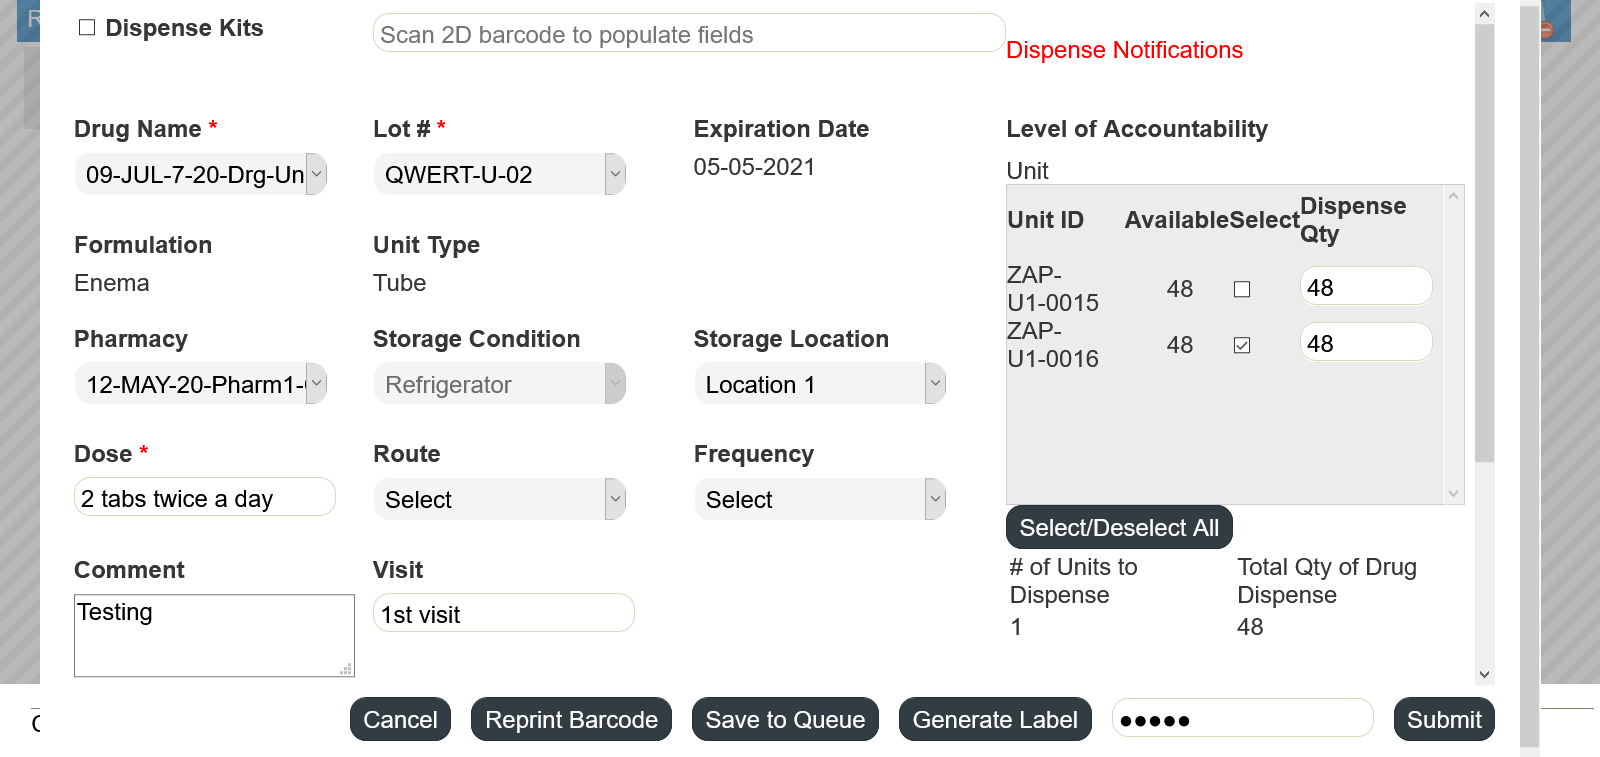 R
Dispense Kits
Scan 2D barcode to populate fields
Dispense Notifications
Drug Name *
Lot # *
Expiration Date
Level of Accountability
09-JUL-7-20-Drg-Un
QWERT-U-02
05-05-2021
Unit
Unit ID
Available
Select
Dispense
Qty
Formulation
Unit Type
Enema
Tube
ZAP-
U1-0015
48
48
ZAP-
U1-0016
48
48
Pharmacy
Storage Condition
Storage Location
12-MAY-20-Pharm1-
Refrigerator
Location 1
Dose *
Route
Frequency
2 tabs twice a day
Select
Select
Select/Deselect All
Comment
Visit
# of Units to
Dispense
Total Qty of Drug
Dispense
Testing
1st visit
1
48
Cancel
Reprint Barcode
Save to Queue
Generate Label
●●●●●
Submit